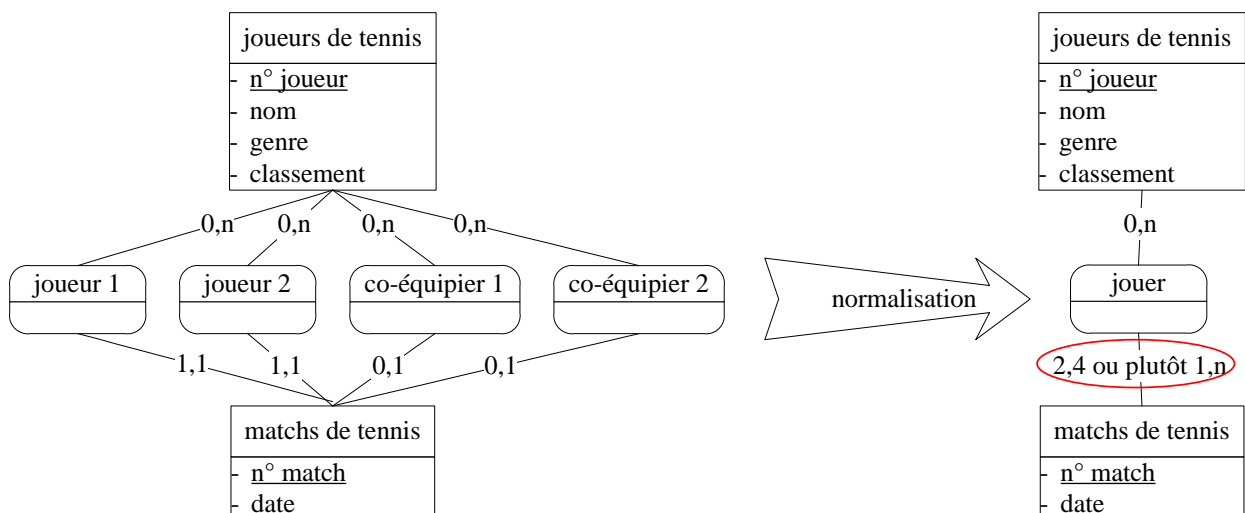 joueurs de tennis
- n° joueur
- nom
- genre
- classement
0,n 0,n 0,n 0,n
joueur 1 joueur 2 co-équipier 1 co-équipier 2
1,1 1,1 0,1 0,1
matchs de tennis
- n° match
- date
normalisation
joueurs de tennis
- n° joueur
- nom
- genre
- classement
0,n
jouer
2,4 ou plutôt 1,n
matchs de tennis
- n° match
- date